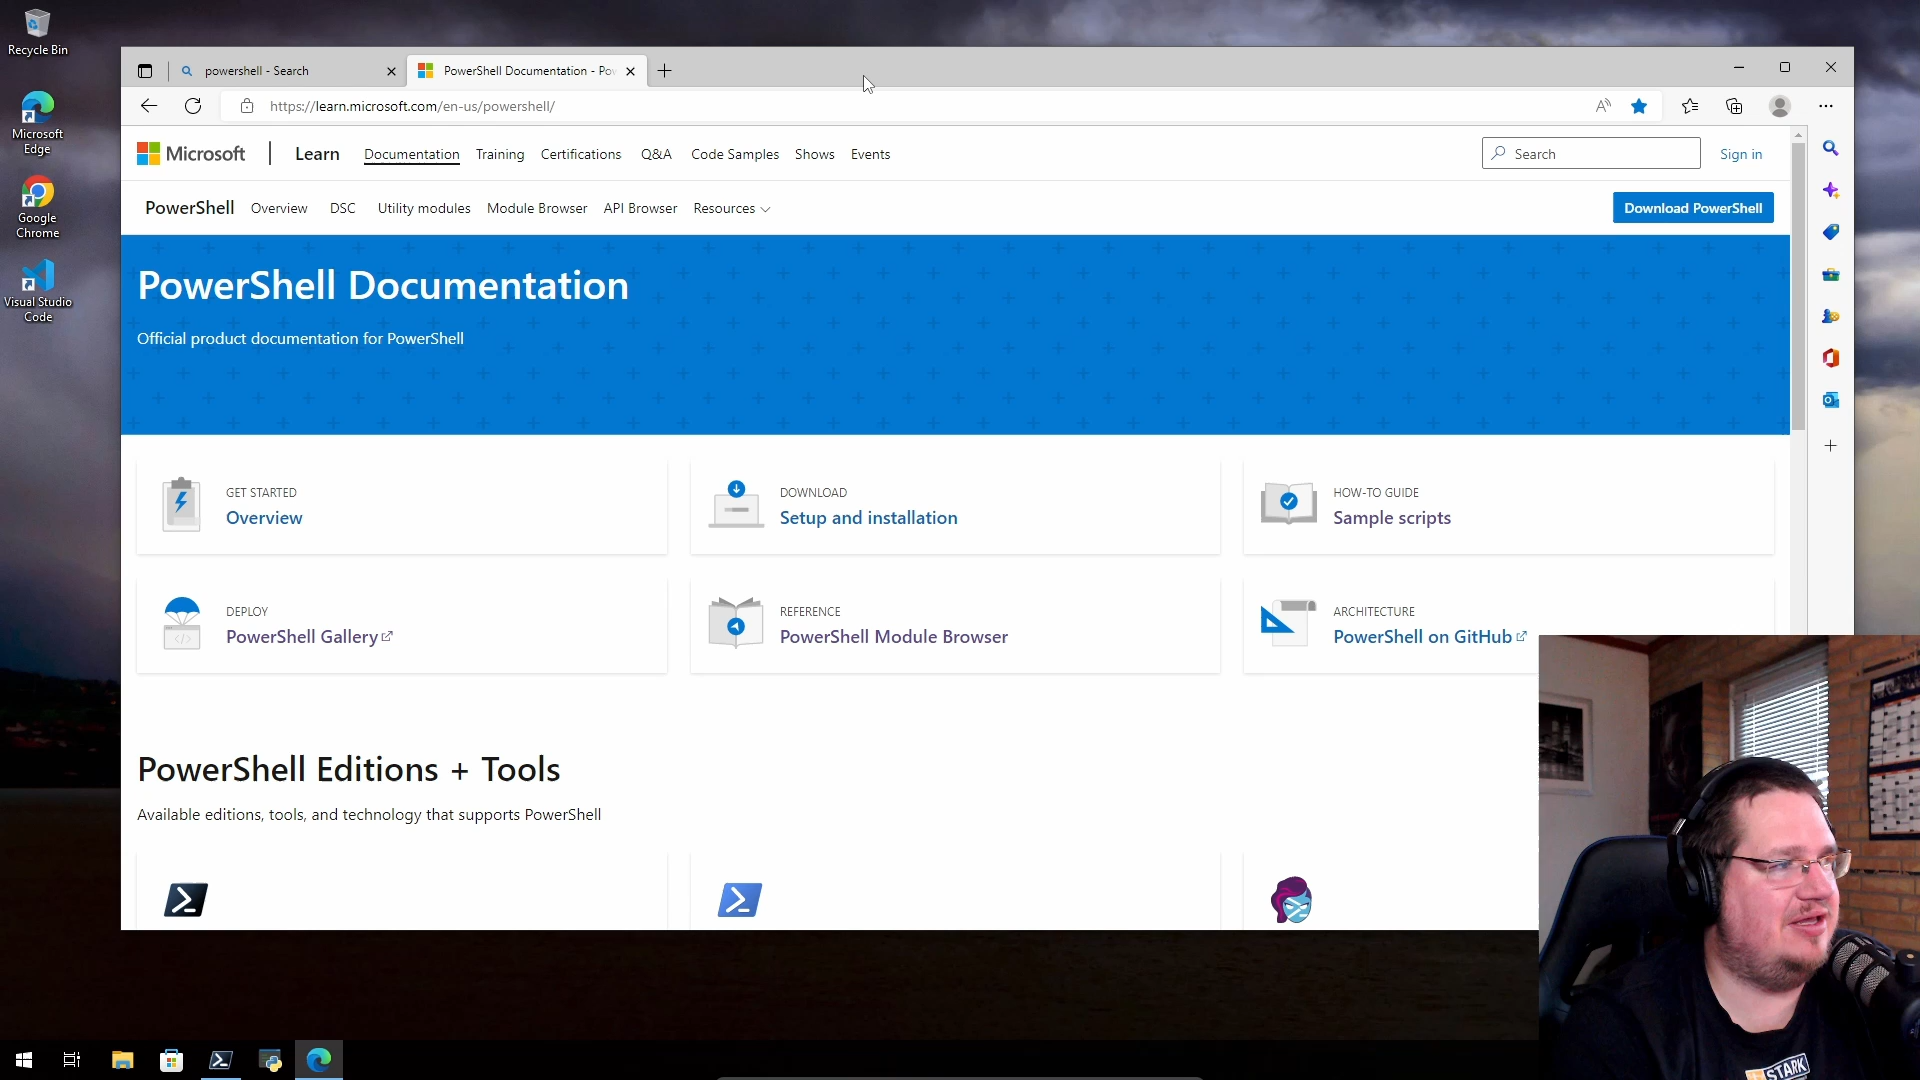 Recycle Bin
Microsoft
Edge
Google
Chrome
Visual Studio
Code
powershell - Search
PowerShell Documentation - Po
https://learn.microsoft.com/en-us/powershell/
Microsoft
Learn
Documentation
Training
Certifications
Q&A
Code Samples
Shows
Events
Search
Sign in
PowerShell
Overview
DSC
Utility modules
Module Browser
API Browser
Resources
Download PowerShell
PowerShell Documentation
Official product documentation for PowerShell
GET STARTED
Overview
DOWNLOAD
Setup and installation
HOW-TO GUIDE
Sample scripts
DEPLOY
PowerShell Gallery
REFERENCE
PowerShell Module Browser
ARCHITECTURE
PowerShell on GitHub
PowerShell Editions + Tools
Available editions, tools, and technology that supports PowerShell
STARK